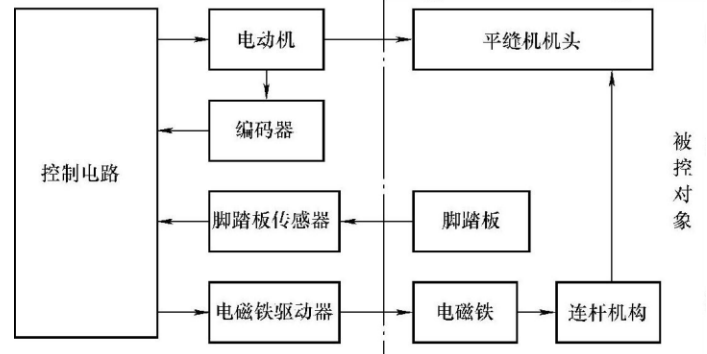 电动机
平缝机机头
编码器
控制电路
被控对象
脚踏板传感器
脚踏板
电磁铁驱动器
电磁铁
连杆机构